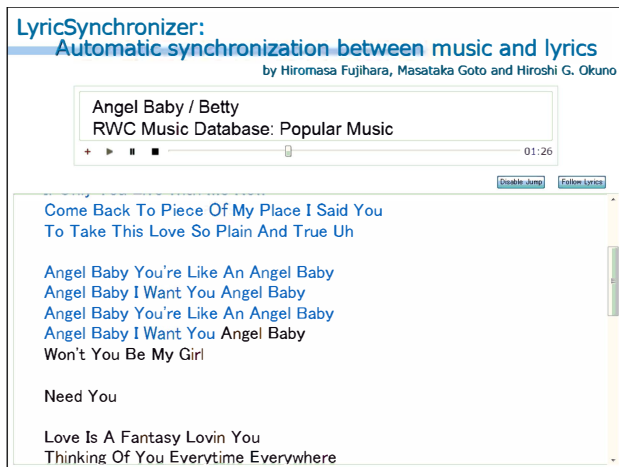 LyricSynchronizer:
Automatic synchronization between music and lyrics
by Hiromasa Fujihara, Masataka Goto and Hiroshi G. Okuno
Angel Baby / Betty
RWC Music Database: Popular Music
01:26
Disable Jump Follow Lyrics
Come Back To Piece Of My Place I Said You
To Take This Love So Plain And True Uh
Angel Baby You're Like An Angel Baby
Angel Baby I Want You Angel Baby
Angel Baby You're Like An Angel Baby
Angel Baby I Want You Angel Baby
Won't You Be My Girl
Need You
Love Is A Fantasy Lovin You
Thinking Of You Everytime Everywhere